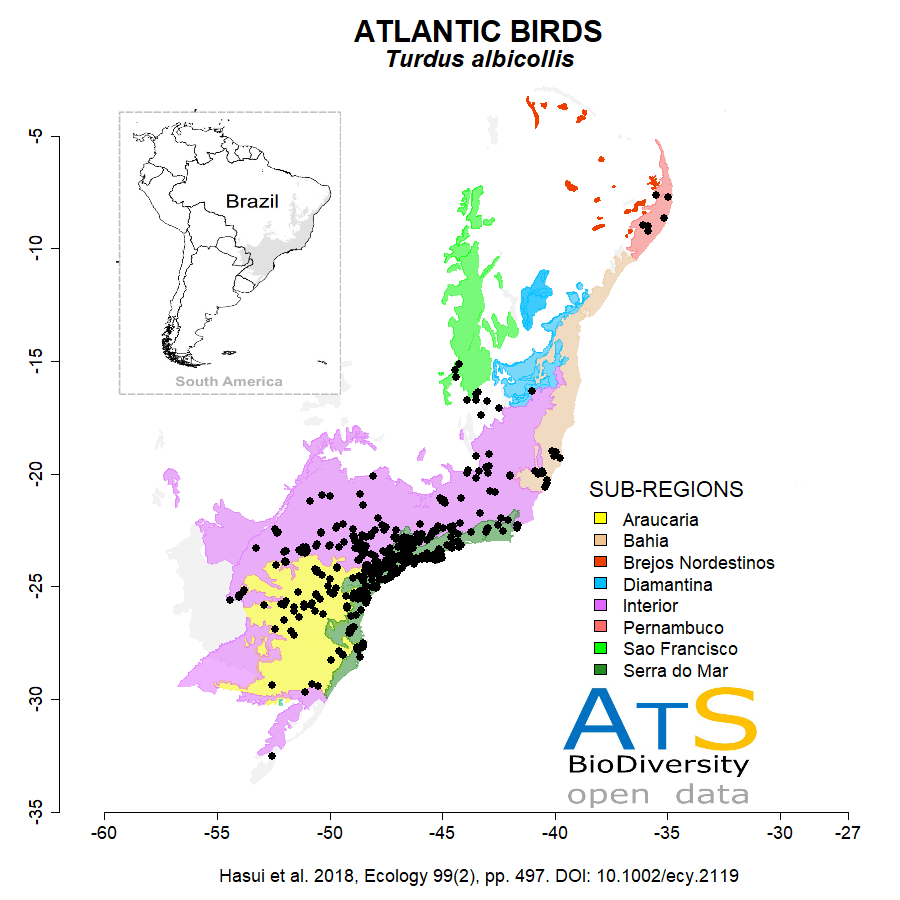 ATLANTIC BIRDS
Turdus albicollis
Brazil
South America
-5
-10
-15
-20
-25
-30
-35
SUB-REGIONS
Araucaria
Bahia
Brejos Nordestinos
Diamantina
Interior
Pernambuco
Sao Francisco
Serra do Mar
ATS
BioDiversity
open data
-60 -55 -50 -45 -40 -35 -30 -27
Hasui et al. 2018, Ecology 99(2), pp. 497. DOI: 10.1002/ecy.2119